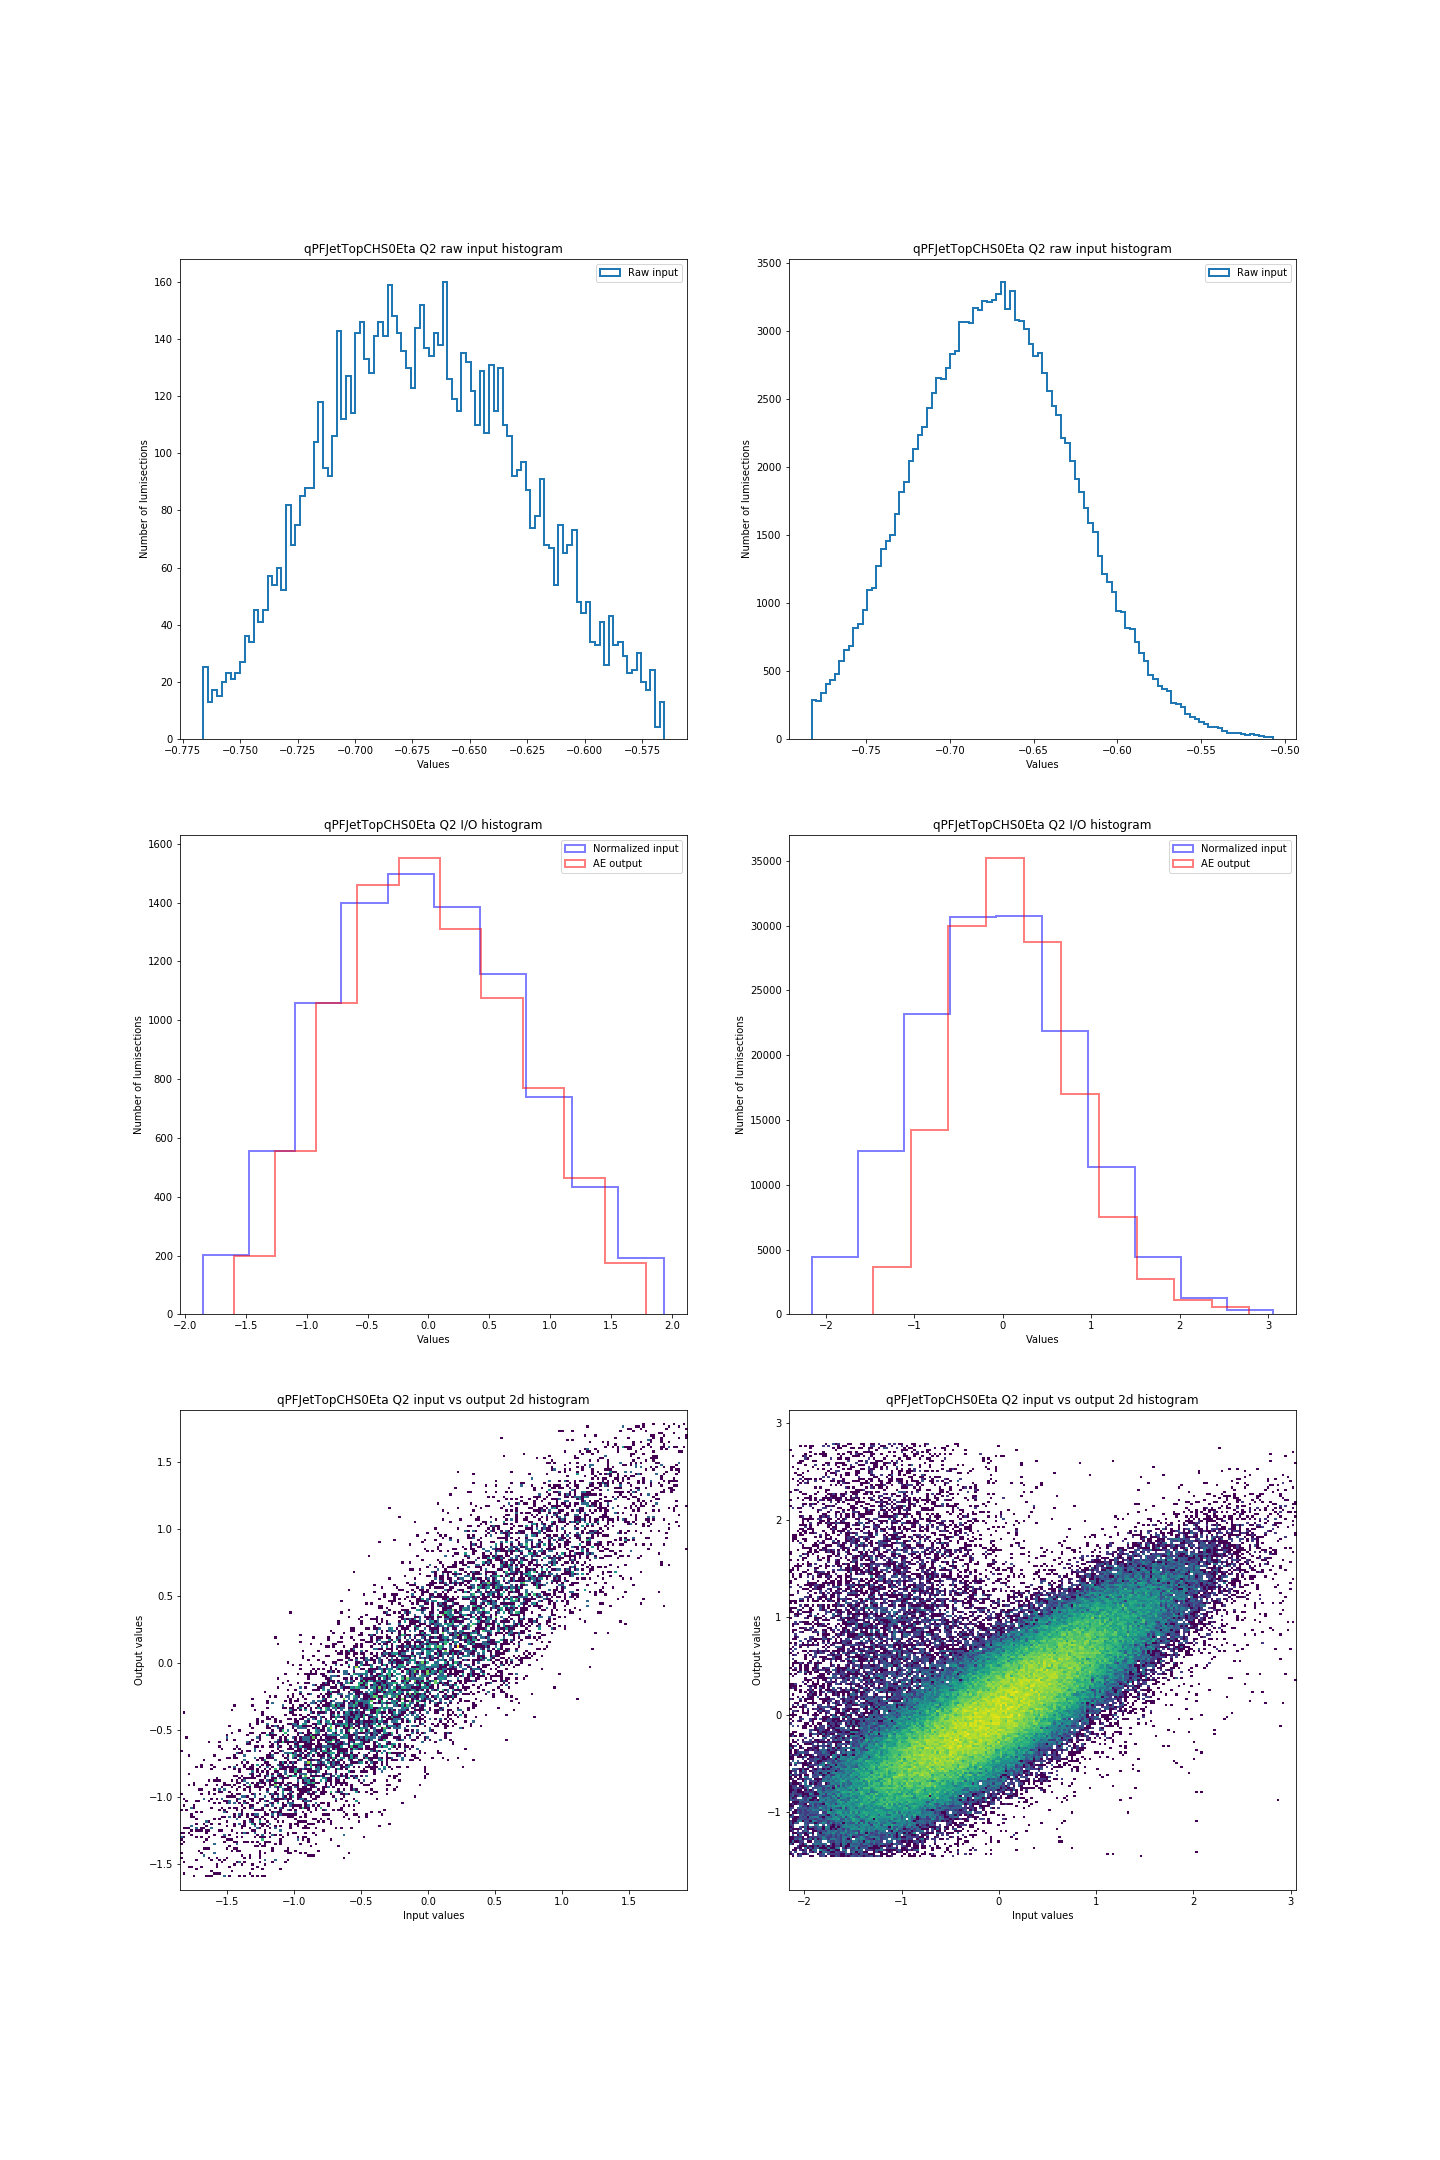 qPFJetTopCHS0Eta Q2 raw input histogram
Raw input
160
140
120
100
80
60
40
20
0
Number of lumisections
−0.775 −0.750 −0.725 −0.700 −0.675 −0.650 −0.625 −0.600 −0.575
Values
qPFJetTopCHS0Eta Q2 raw input histogram
Raw input
3500
3000
2500
2000
1500
1000
500
0
Number of lumisections
−0.75 −0.70 −0.65 −0.60 −0.55 −0.50
Values
qPFJetTopCHS0Eta Q2 I/O histogram
Normalized input
AE output
1600
1400
1200
1000
800
600
400
200
0
Number of lumisections
−2.0 −1.5 −1.0 −0.5 0.0 0.5 1.0 1.5 2.0
Values
qPFJetTopCHS0Eta Q2 I/O histogram
Normalized input
AE output
35000
30000
25000
20000
15000
10000
5000
0
Number of lumisections
−2 −1 0 1 2 3
Values
qPFJetTopCHS0Eta Q2 input vs output 2d histogram
1.5
1.0
0.5
0.0
−0.5
−1.0
−1.5
Output values
−1.5 −1.0 −0.5 0.0 0.5 1.0 1.5
Input values
qPFJetTopCHS0Eta Q2 input vs output 2d histogram
3
2
1
0
−1
Output values
−2 −1 0 1 2 3
Input values